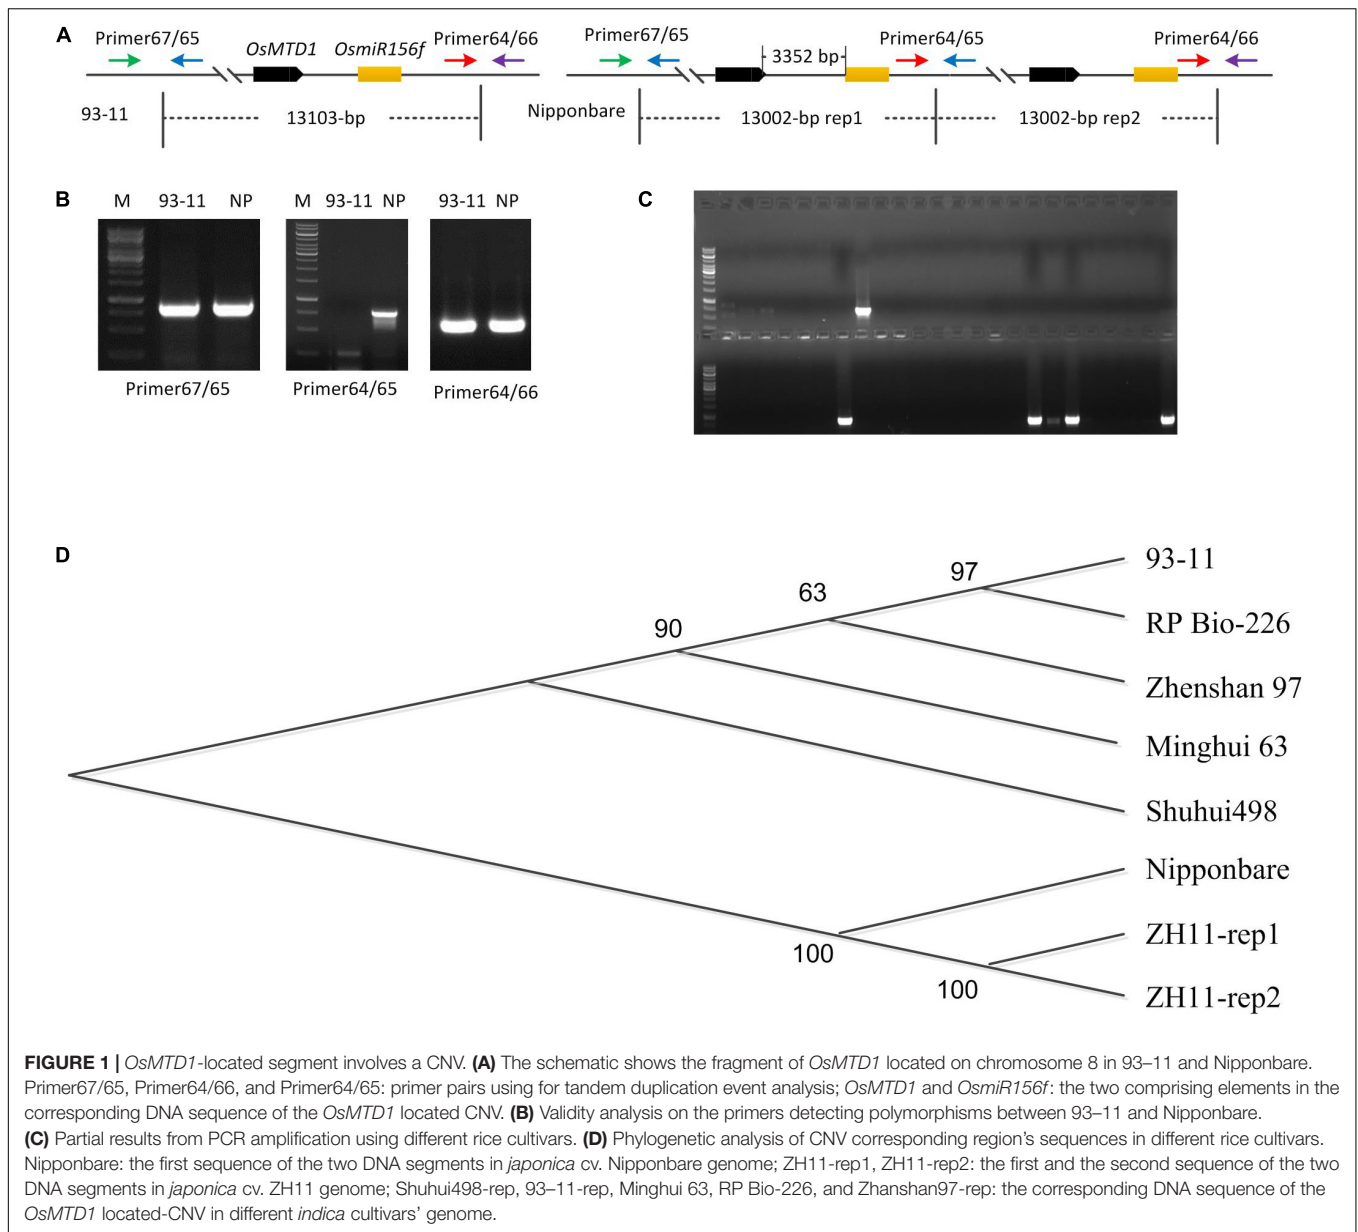 A
Primer67/65
OsMTD1
OsmiR156f
Primer64/66
93-11
13103-bp
Primer67/65
3352 bp
Primer64/65
Primer64/66
Nipponbare
13002-bp rep1
13002-bp rep2
B
M 93-11 NP
Primer67/65
M 93-11 NP
Primer64/65
93-11 NP
Primer64/66
C
D
97
63
90
100
100
93-11
RP Bio-226
Zhenshan 97
Minghui 63
Shuhui498
Nipponbare
ZH11-rep1
ZH11-rep2
FIGURE 1 | OsMTD1-located segment involves a CNV. (A) The schematic shows the fragment of OsMTD1 located on chromosome 8 in 93–11 and Nipponbare.
Primer67/65, Primer64/66, and Primer64/65: primer pairs using for tandem duplication event analysis; OsMTD1 and OsmiR156f: the two comprising elements in the
corresponding DNA sequence of the OsMTD1 located CNV. (B) Validity analysis on the primers detecting polymorphisms between 93–11 and Nipponbare.
(C) Partial results from PCR amplification using different rice cultivars. (D) Phylogenetic analysis of CNV corresponding region's sequences in different rice cultivars.
Nipponbare: the first sequence of the two DNA segments in japonica cv. Nipponbare genome; ZH11-rep1, ZH11-rep2: the first and the second sequence of the two
DNA segments in japonica cv. ZH11 genome; Shuhui498-rep, 93–11-rep, Minghui 63, RP Bio-226, and Zhanshan97-rep: the corresponding DNA sequence of the
OsMTD1 located-CNV in different indica cultivars' genome.